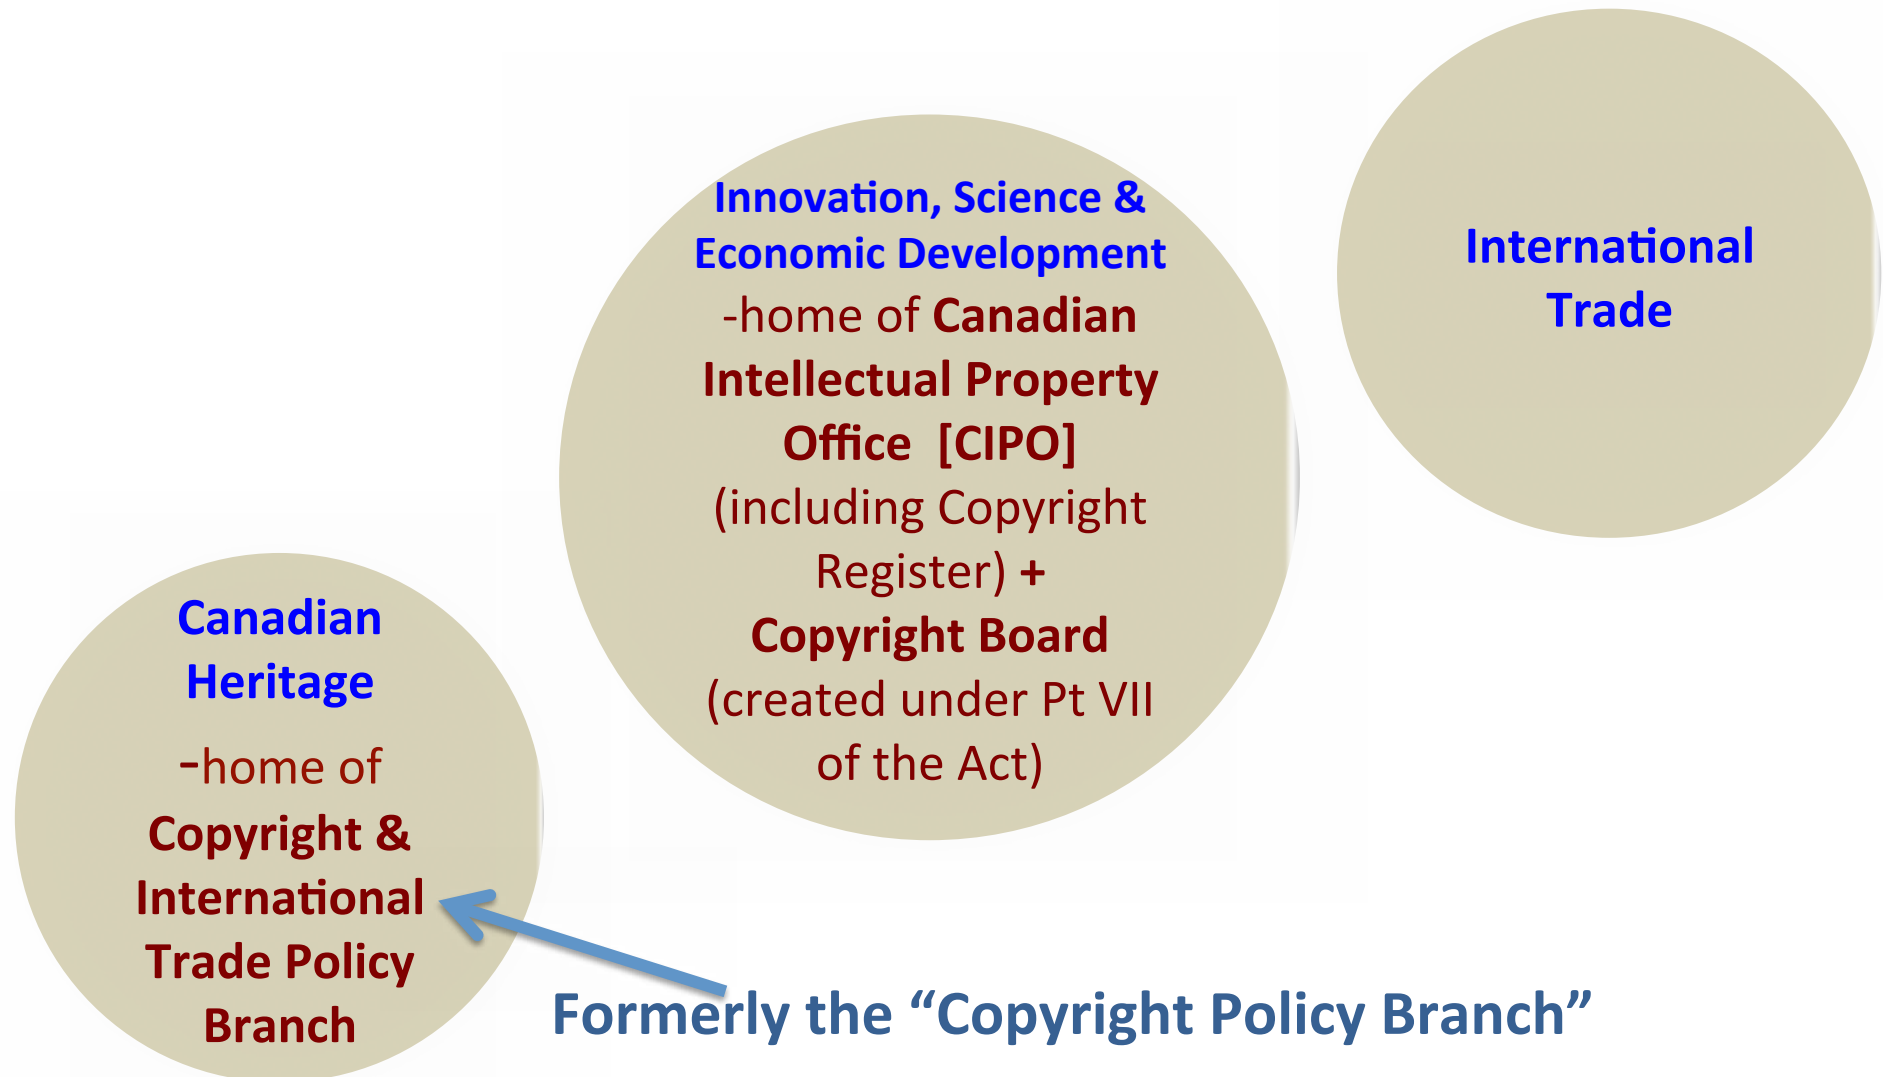 Innovation, Science &
Economic Development
-home of Canadian
Intellectual Property
Office [CIPO]
(including Copyright
Register) +
Copyright Board
(created under Pt VII
of the Act)
International
Trade
Canadian
Heritage
-home of
Copyright &
International
Trade Policy
Branch
Formerly the “Copyright Policy Branch”